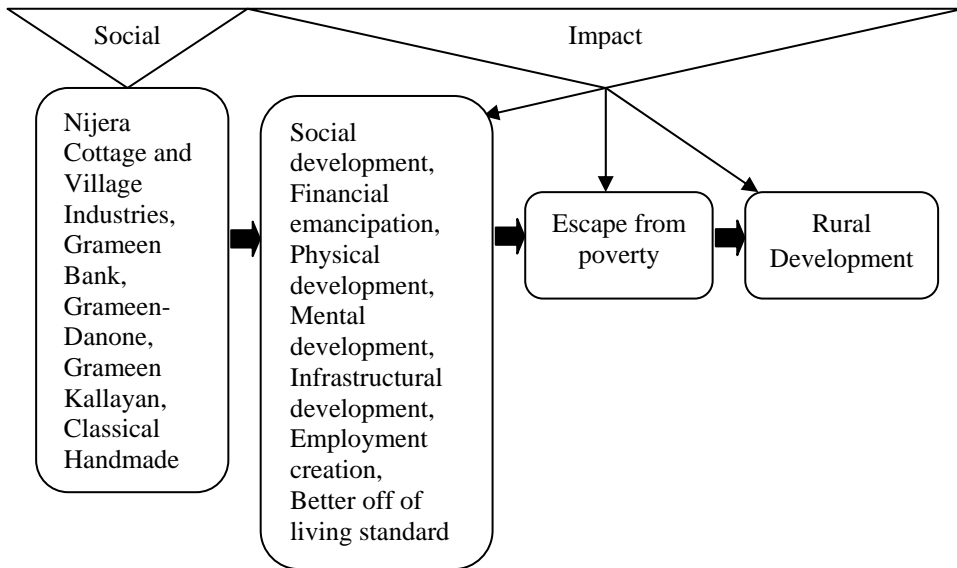 Social
Impact
Nijera
Cottage and
Village
Industries,
Grameen
Bank,
Grameen-
Danone,
Grameen
Kallayan,
Classical
Handmade
Social
development,
Financial
emancipation,
Physical
development,
Mental
development,
Infrastructural
development,
Employment
creation,
Better off of
living standard
Escape from
poverty
Rural
Development